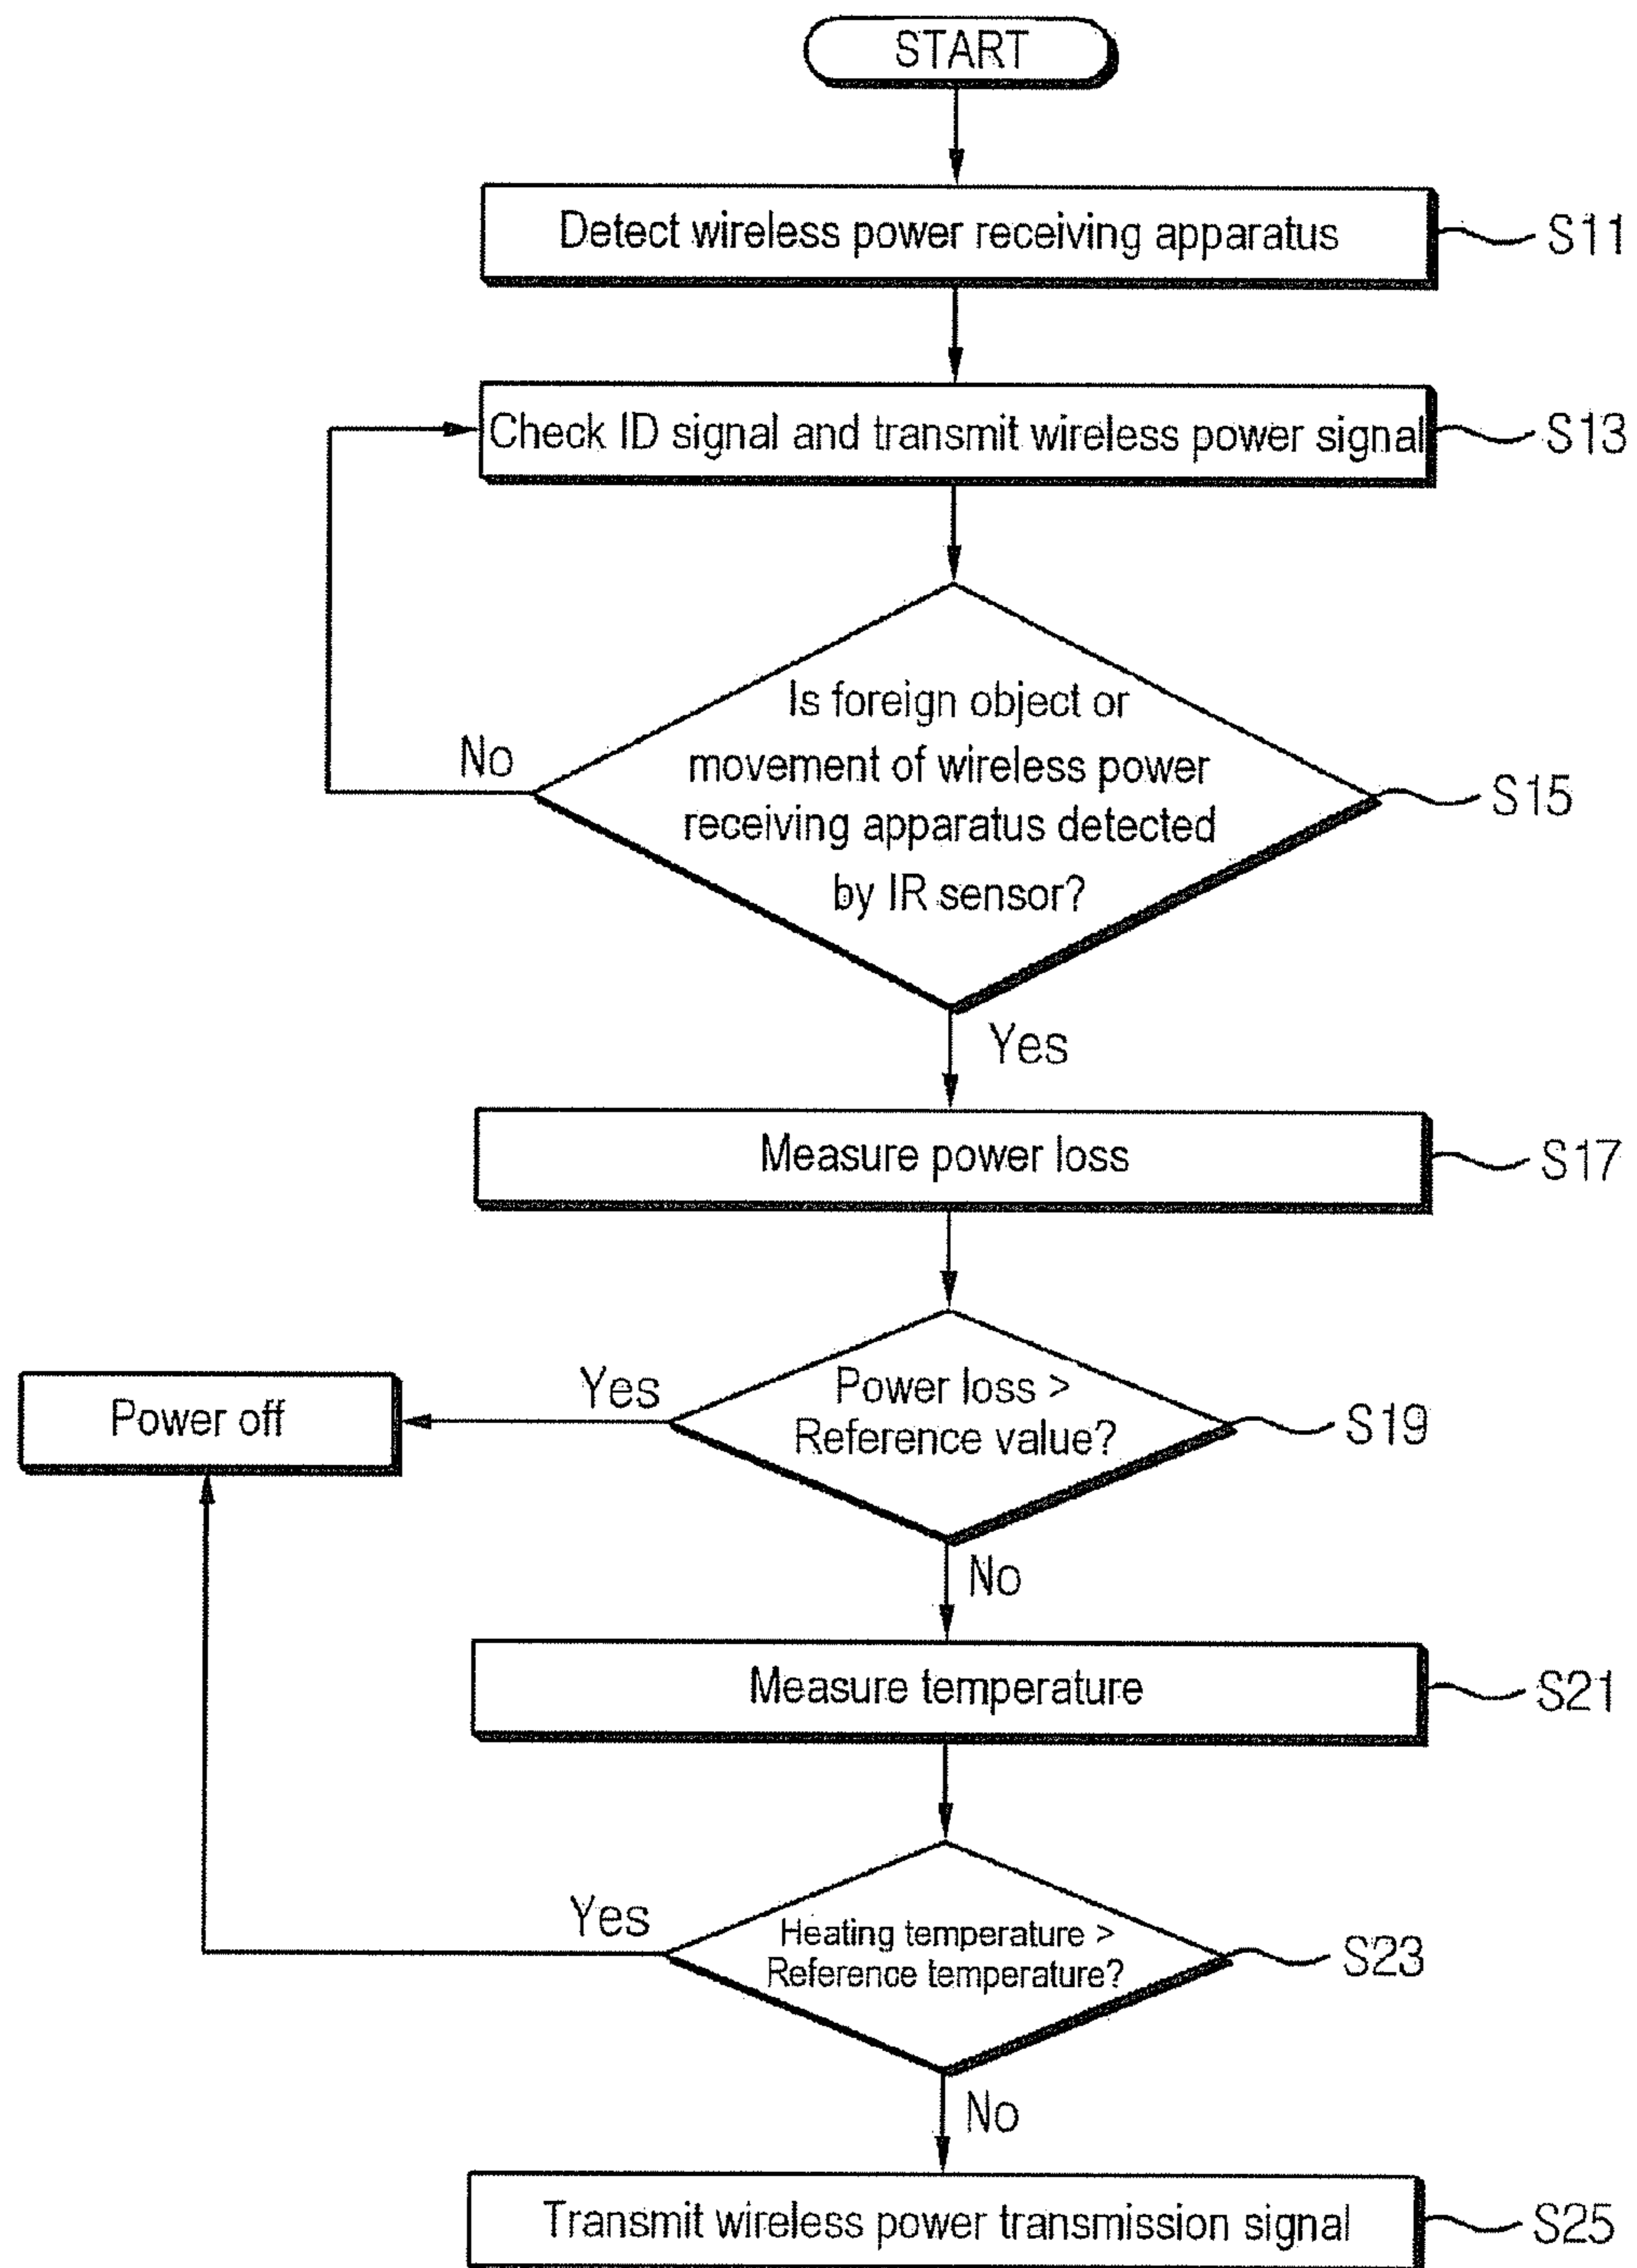 START
Detect wireless power receiving apparatus
S11
Check ID signal and transmit wireless power signal
S13
Is foreign object or
movement of wireless power
receiving apparatus detected
by IR sensor?
No
S15
Yes
Measure power loss
S17
Power loss >
Reference value?
Yes
Power off
S19
No
Measure temperature
S21
Heating temperature >
Reference temperature?
Yes
S23
No
Transmit wireless power transmission signal
S25